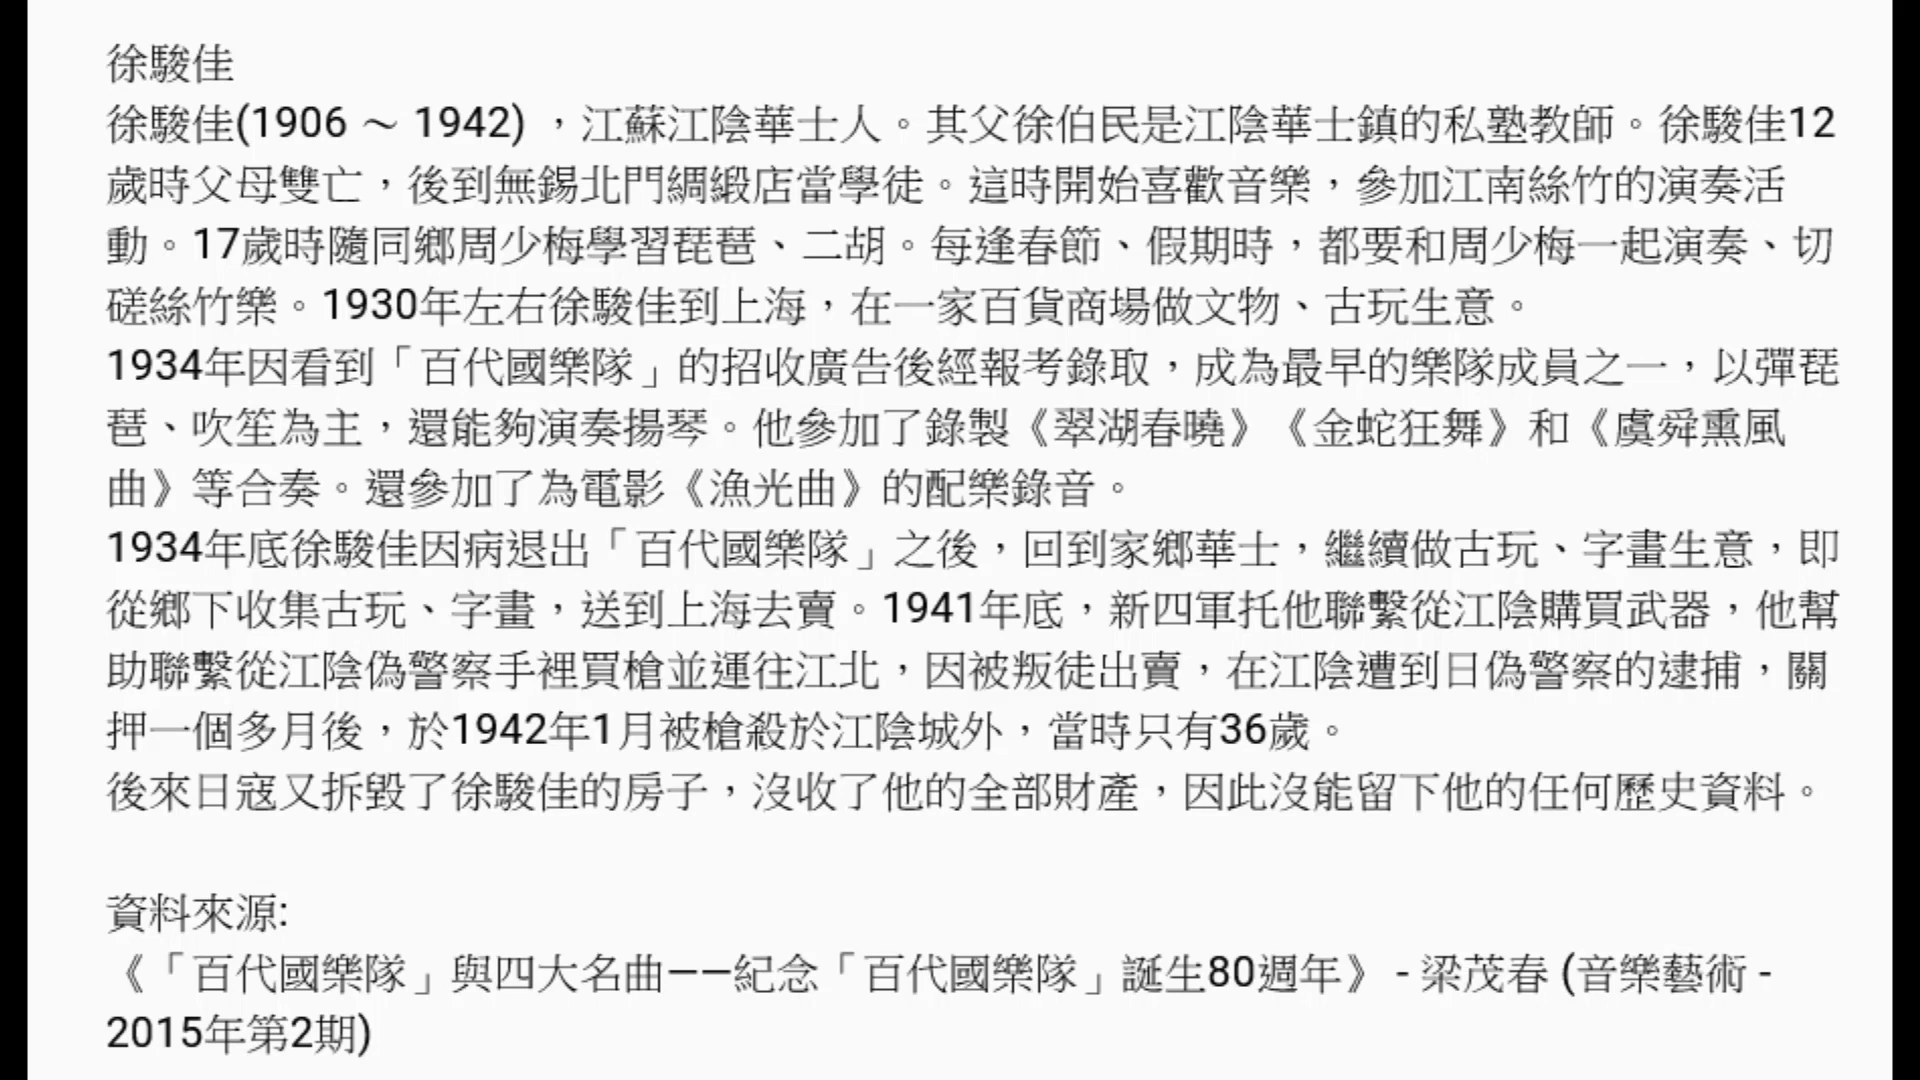 徐駿佳
徐駿佳(1906 ～ 1942) ，江蘇江陰華士人。其父徐伯民是江陰華士鎮的私塾教師。徐駿佳12
歲時父母雙亡，後到無錫北門綢緞店當學徒。這時開始喜歡音樂，參加江南絲竹的演奏活
動。17歲時隨同鄉周少梅學習琵琶、二胡。每逢春節、假期時，都要和周少梅一起演奏、切
磋絲竹樂。1930年左右徐駿佳到上海，在一家百貨商場做文物、古玩生意。
1934年因看到「百代國樂隊」的招收廣告後經報考錄取，成為最早的樂隊成員之一，以彈琵
琶、吹笙為主，還能夠演奏揚琴。他參加了錄製《翠湖春曉》《金蛇狂舞》和《虞舜熏風
曲》等合奏。還參加了為電影《漁光曲》的配樂錄音。
1934年底徐駿佳因病退出「百代國樂隊」之後，回到家鄉華士，繼續做古玩、字畫生意，即
從鄉下收集古玩、字畫，送到上海去賣。1941年底，新四軍托他聯繫從江陰購買武器，他幫
助聯繫從江陰偽警察手裡買槍並運往江北，因被叛徒出賣，在江陰遭到日偽警察的逮捕，關
押一個多月後，於1942年1月被槍殺於江陰城外，當時只有36歲。
後來日寇又拆毀了徐駿佳的房子，沒收了他的全部財產，因此沒能留下他的任何歷史資料。
資料來源:
《「百代國樂隊」與四大名曲——紀念「百代國樂隊」誕生80週年》 - 梁茂春 (音樂藝術 -
2015年第2期)